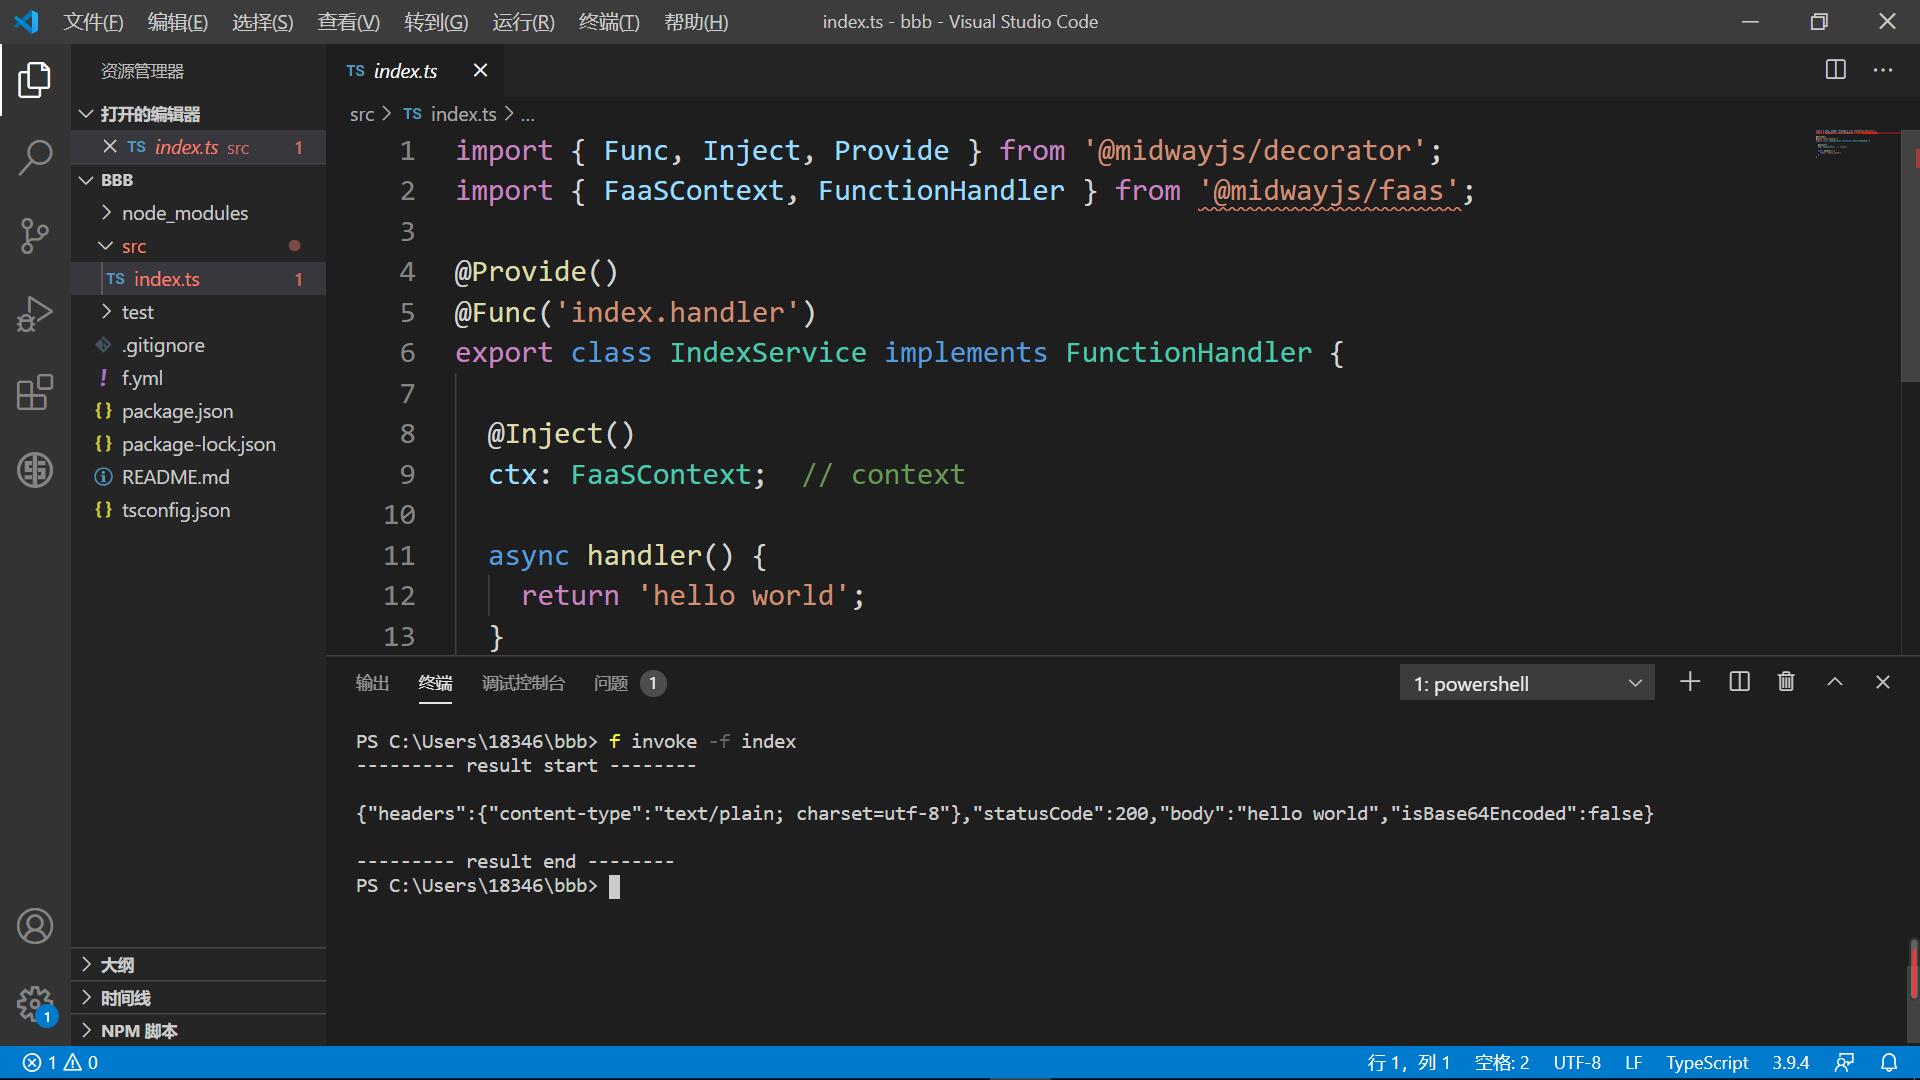 文件(F) 编辑(E) 选择(S) 查看(V) 转到(G) 运行(R) 终端(T) 帮助(H) index.ts - bbb - Visual Studio Code
资源管理器
打开的编辑器
TS index.ts src 1
BBB
node_modules
src
TS index.ts 1
test
.gitignore
! f.yml
{} package.json
{} package-lock.json
README.md
{} tsconfig.json
大纲
时间线
NPM 脚本
1
TS index.ts
src > TS index.ts > ...
1 import { Func, Inject, Provide } from '@midwayjs/decorator';
2 import { FaaSContext, FunctionHandler } from '@midwayjs/faas';
3
4 @Provide()
5 @Func('index.handler')
6 export class IndexService implements FunctionHandler {
7
8 @Inject()
9 ctx: FaaSContext; // context
10
11 async handler() {
12 return 'hello world';
13 }
输出 终端 调试控制台 问题 1 1: powershell
PS C:\Users\18346\bbb> f invoke -f index
--------- result start --------
{"headers":{"content-type":"text/plain; charset=utf-8"},"statusCode":200,"body":"hello world","isBase64Encoded":false}
--------- result end --------
PS C:\Users\18346\bbb>
1 0 行 1，列 1 空格: 2 UTF-8 LF TypeScript 3.9.4